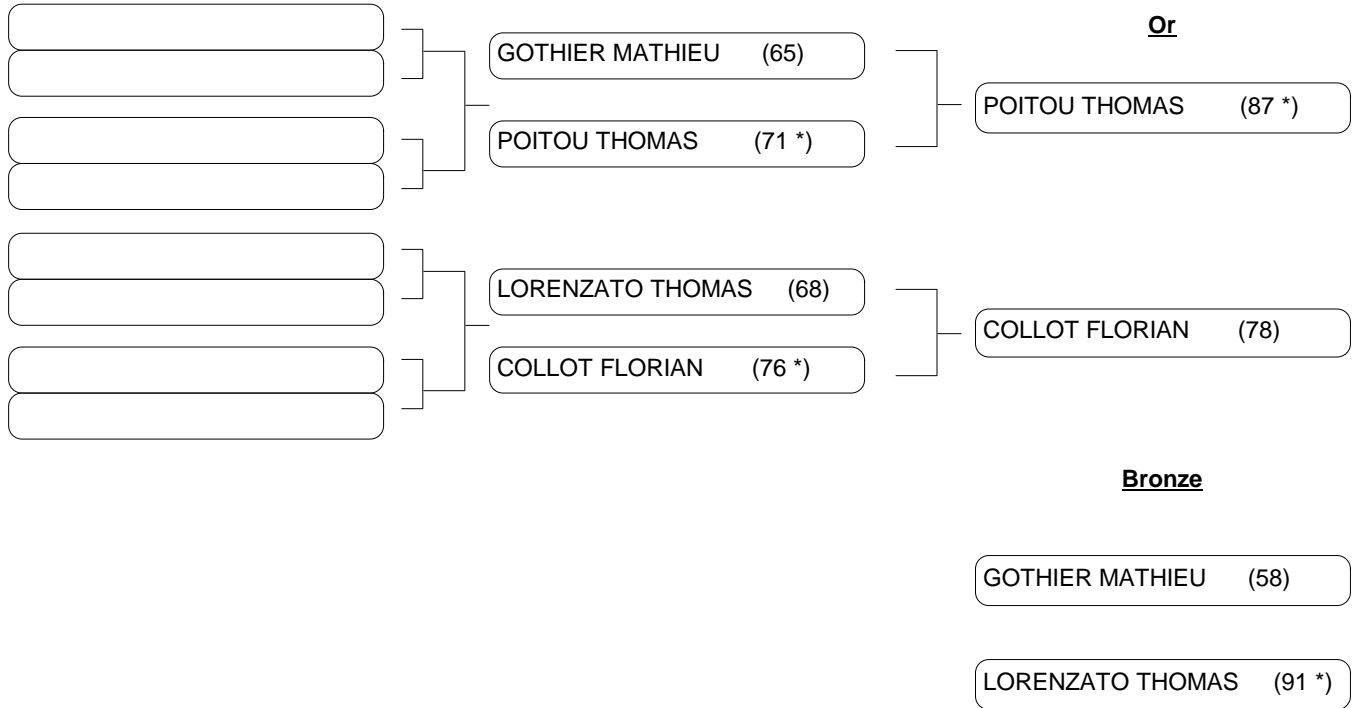 Or
GOTHIER MATHIEU (65)
POITOU THOMAS (87 *)
POITOU THOMAS (71 *)
LORENZATO THOMAS (68)
COLLOT FLORIAN (78)
COLLOT FLORIAN (76 *)
Bronze
GOTHIER MATHIEU (58)
LORENZATO THOMAS (91 *)